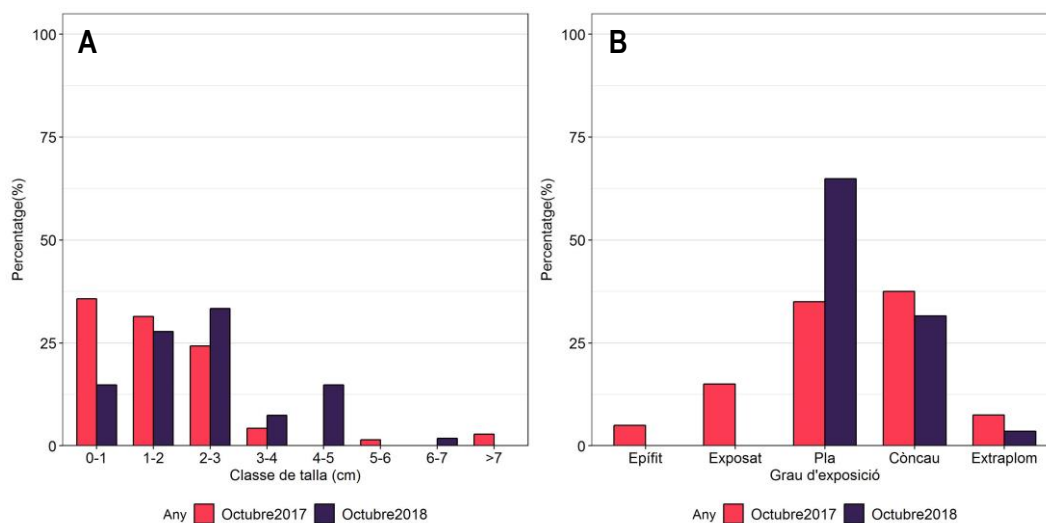 A
Percentatge(%)
100
75
50
25
0
0-1 1-2 2-3 3-4 4-5 5-6 6-7 >7
Classe de talla (cm)
Any Octubre2017 Octubre2018
B
Percentatge(%)
100
75
50
25
0
Epífit Exposat Pla Còncau Extraplom
Grau d'exposició
Any Octubre2017 Octubre2018